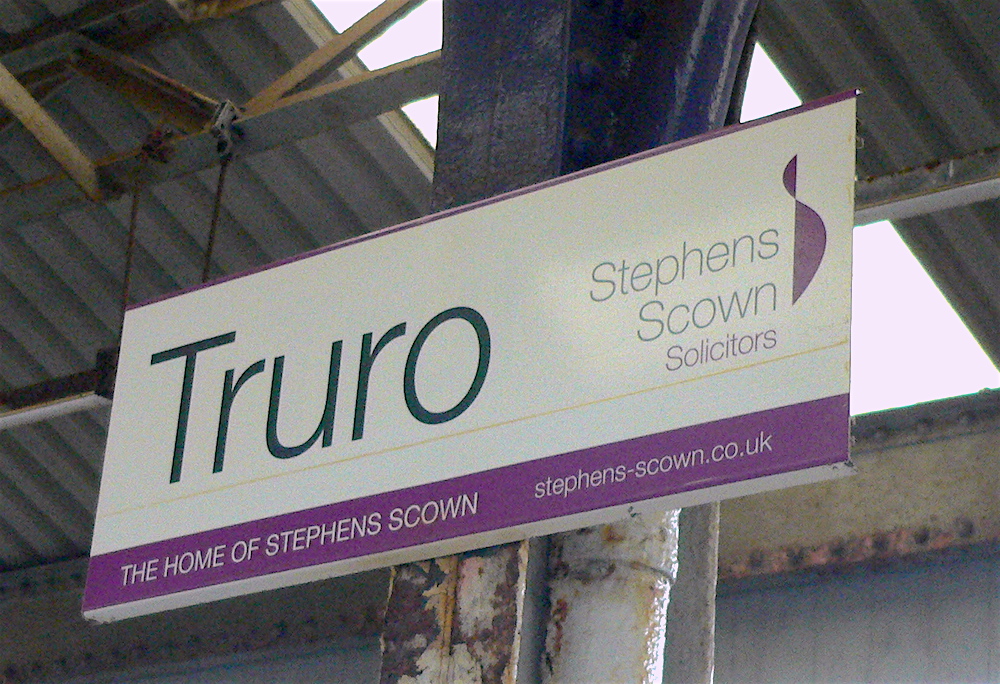 Truro
Stephens
Scown
Solicitors
THE HOME OF STEPHENS SCOWN
stephens-scown.co.uk